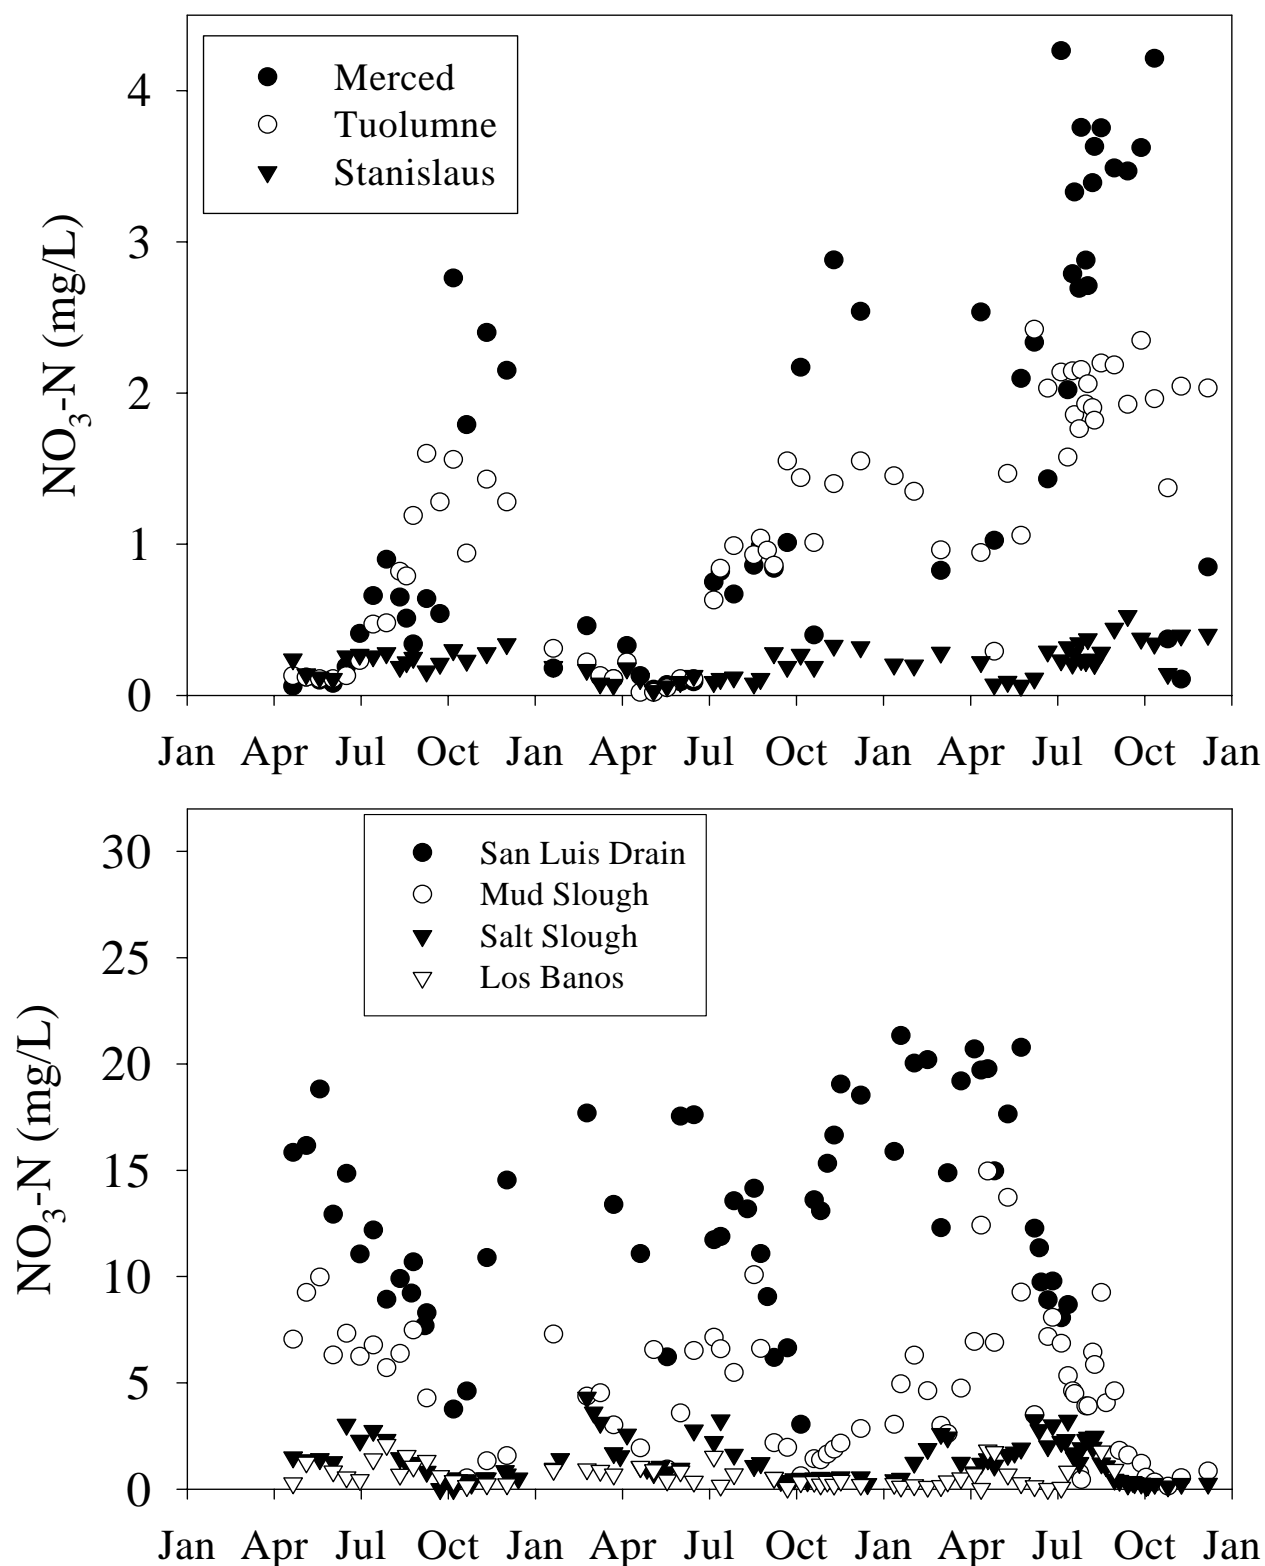 Merced
Tuolumne
Stanislaus
NO3-N (mg/L)
4
3
2
1
0
Jan Apr Jul Oct Jan Apr Jul Oct Jan Apr Jul Oct Jan
San Luis Drain
Mud Slough
Salt Slough
Los Banos
NO3-N (mg/L)
30
25
20
15
10
5
0
Jan Apr Jul Oct Jan Apr Jul Oct Jan Apr Jul Oct Jan